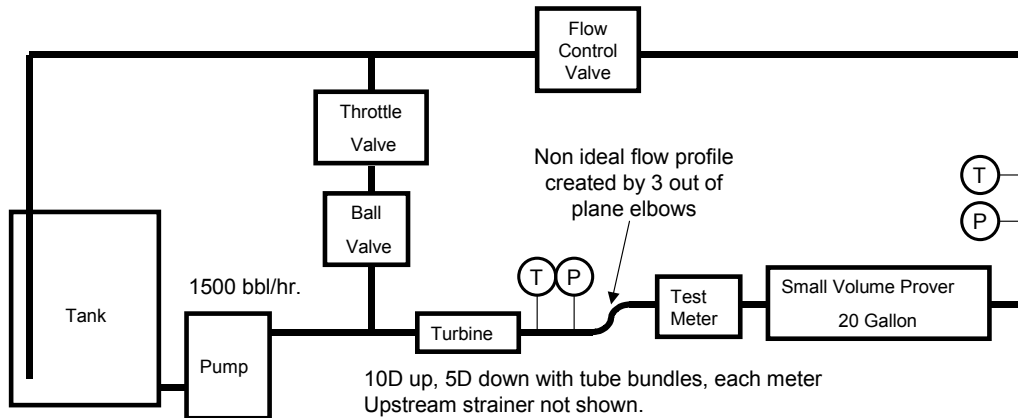 Flow
Control
Valve
Throttle
Valve
Non ideal flow profile
created by 3 out of
plane elbows
T
P
Ball
Valve
1500 bbl/hr.
T
P
Tank
Pump
Turbine
Test
Meter
Small Volume Prover
20 Gallon
10D up, 5D down with tube bundles, each meter
Upstream strainer not shown.